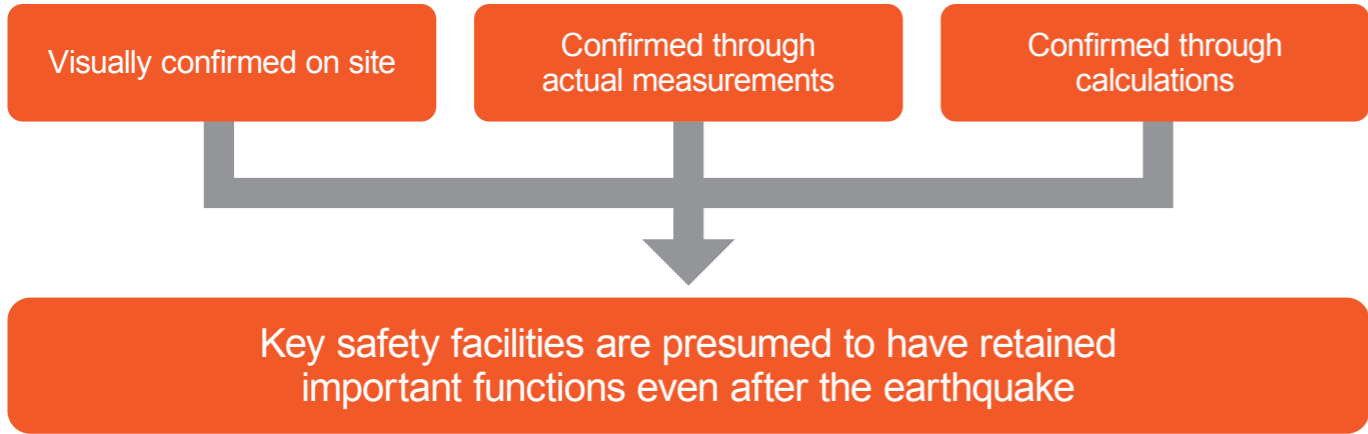 Visually confirmed on site
Confirmed through
actual measurements
Confirmed through
calculations
Key safety facilities are presumed to have retained
important functions even after the earthquake